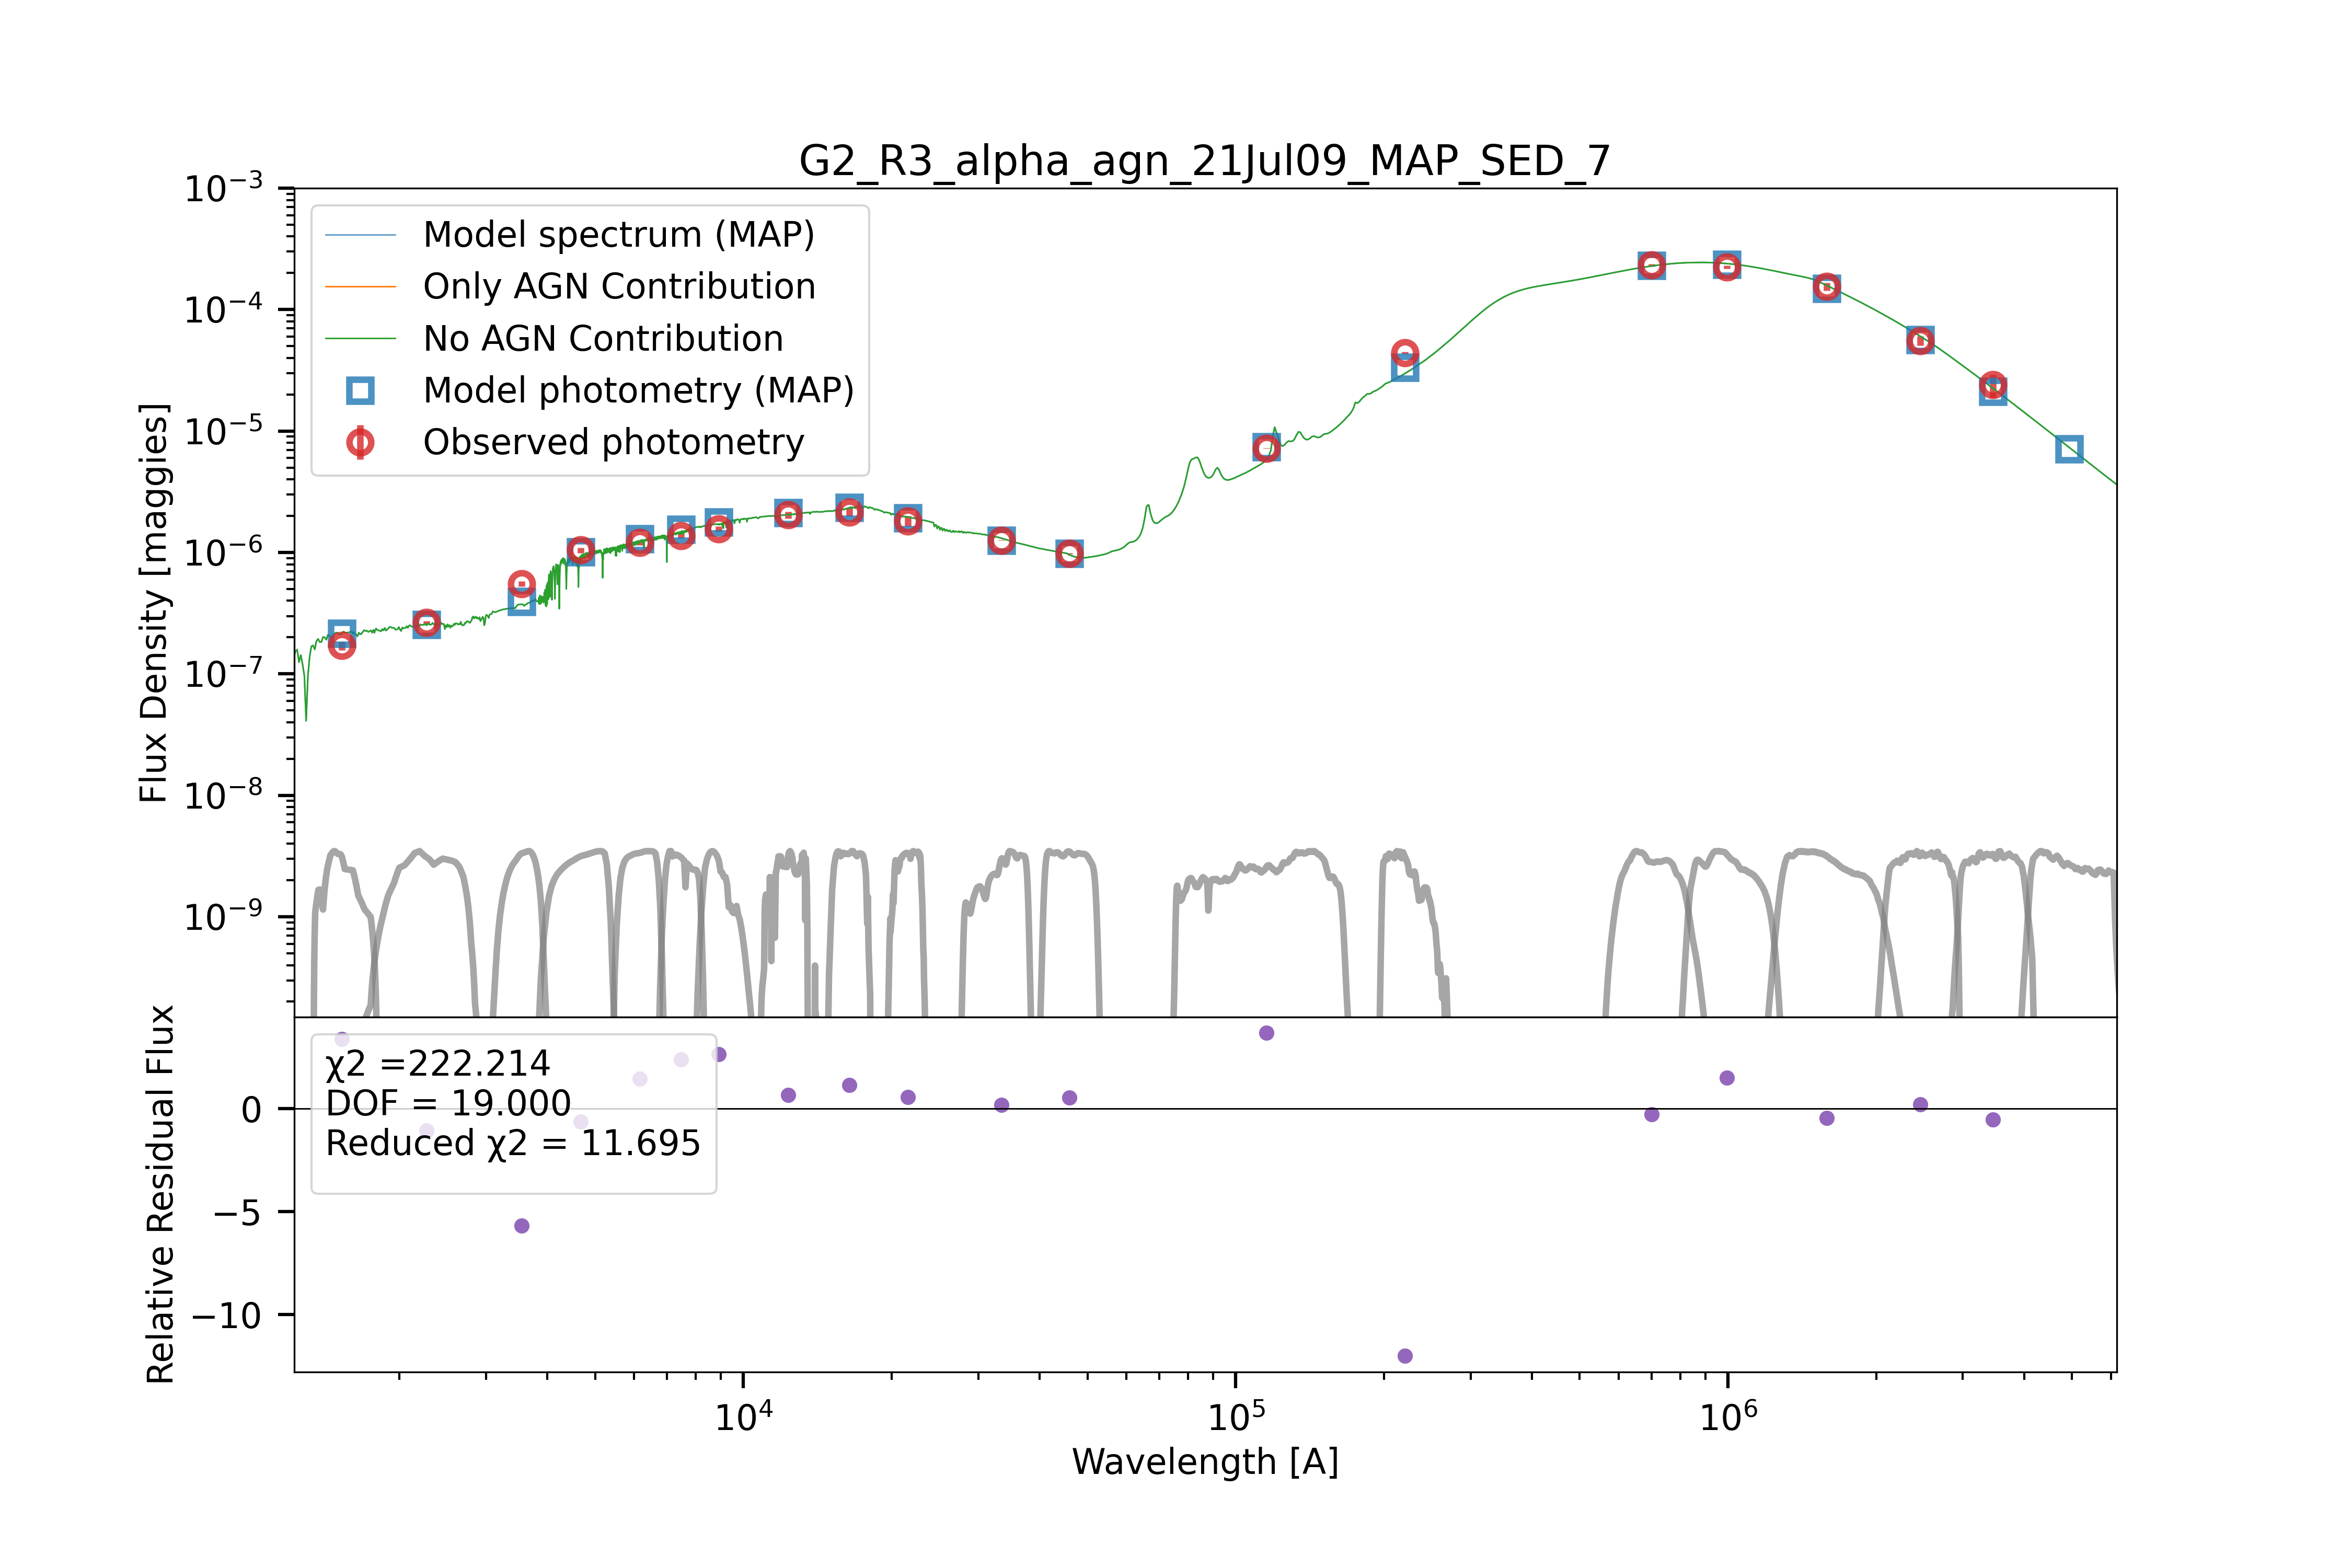 G2_R3_alpha_agn_21Jul09_MAP_SED_7
Flux Density [maggies]
10⁻³
10⁻⁴
10⁻⁵
10⁻⁶
10⁻⁷
10⁻⁸
10⁻⁹
Model spectrum (MAP)
Only AGN Contribution
No AGN Contribution
Model photometry (MAP)
Observed photometry
Relative Residual Flux
0
−5
−10
χ2 =222.214
DOF = 19.000
Reduced χ2 = 11.695
10⁴
10⁵
10⁶
Wavelength [A]